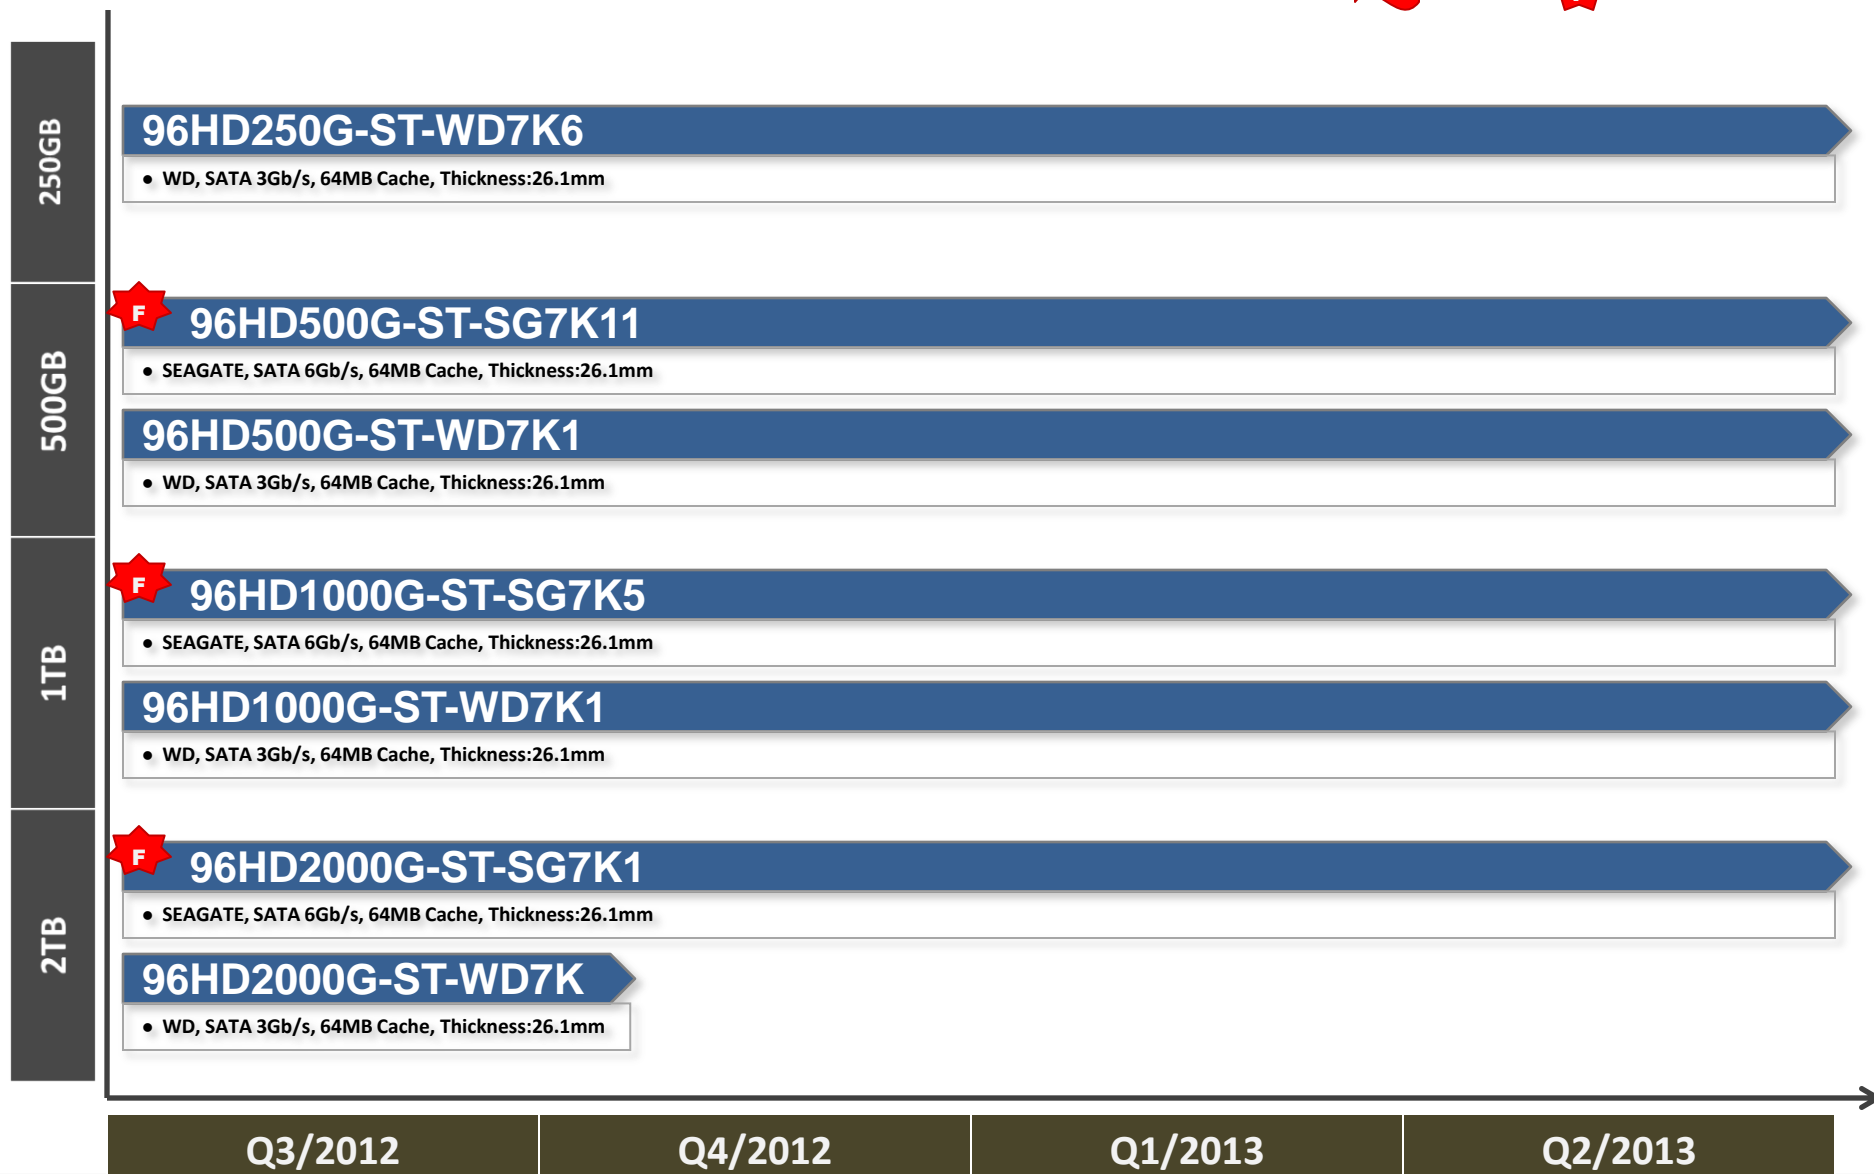 250GB
96HD250G-ST-WD7K6
● WD, SATA 3Gb/s, 64MB Cache, Thickness:26.1mm
500GB
F
96HD500G-ST-SG7K11
● SEAGATE, SATA 6Gb/s, 64MB Cache, Thickness:26.1mm
96HD500G-ST-WD7K1
● WD, SATA 3Gb/s, 64MB Cache, Thickness:26.1mm
1TB
F
96HD1000G-ST-SG7K5
● SEAGATE, SATA 6Gb/s, 64MB Cache, Thickness:26.1mm
96HD1000G-ST-WD7K1
● WD, SATA 3Gb/s, 64MB Cache, Thickness:26.1mm
2TB
F
96HD2000G-ST-SG7K1
● SEAGATE, SATA 6Gb/s, 64MB Cache, Thickness:26.1mm
96HD2000G-ST-WD7K
● WD, SATA 3Gb/s, 64MB Cache, Thickness:26.1mm
Q3/2012 Q4/2012 Q1/2013 Q2/2013